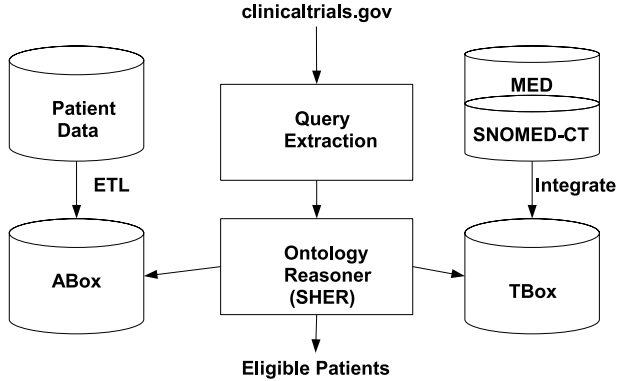 clinicaltrials.gov
Patient
Data
Query
Extraction
MED
SNOMED-CT
ETL
Integrate
ABox
Ontology
Reasoner
(SHER)
TBox
Eligible Patients